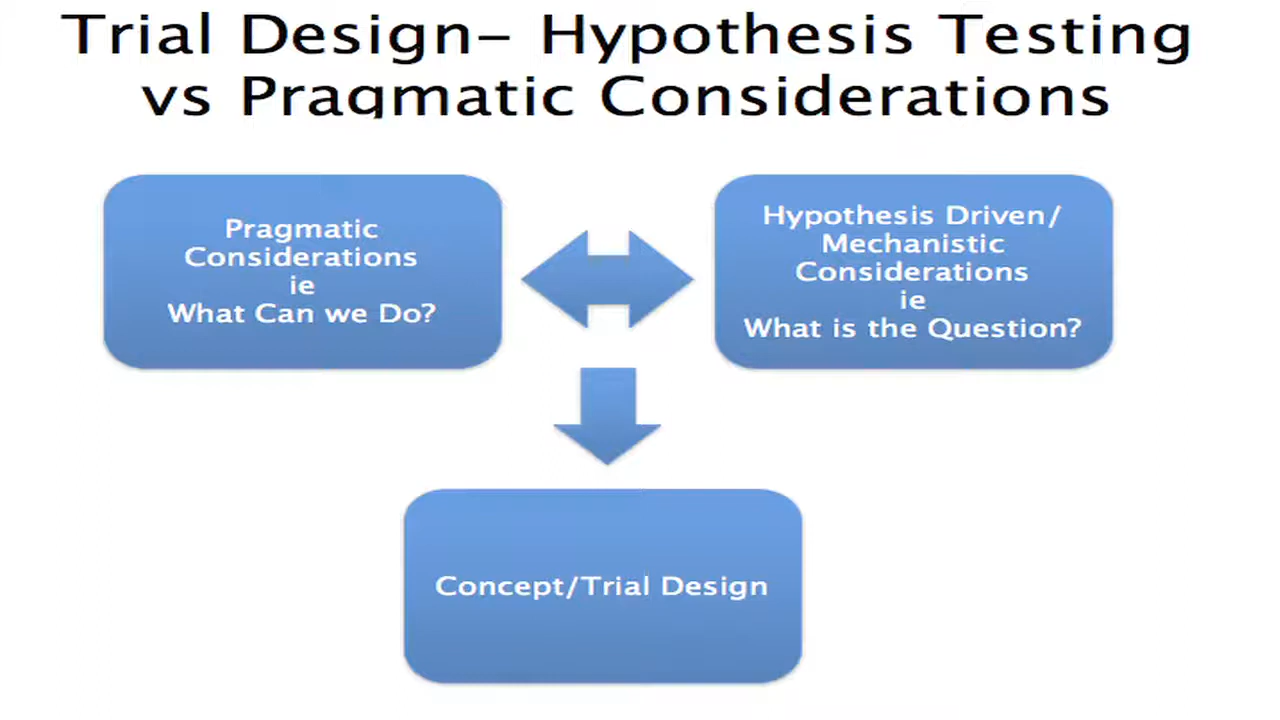 Trial Design– Hypothesis Testing
vs Pragmatic Considerations
Pragmatic
Considerations
ie
What Can we Do?
Hypothesis Driven/
Mechanistic
Considerations
ie
What is the Question?
Concept/Trial Design